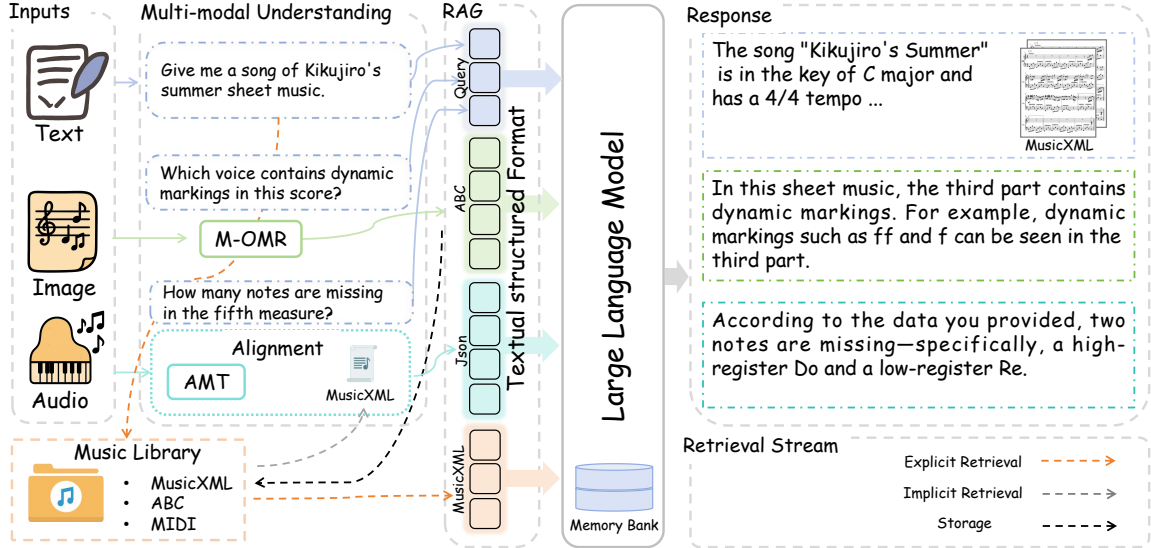 Inputs
Text
Image
Audio
Multi-modal Understanding
Give me a song of Kikujiro's
summer sheet music.
Which voice contains dynamic
markings in this score?
M-OMR
How many notes are missing
in the fifth measure?
Alignment
AMT
MusicXML
Music Library
• MusicXML
• ABC
• MIDI
RAG
Query
ABC
Json
MusicXML
Textual structured Format
Large Language Model
Memory Bank
Response
The song "Kikujiro's Summer"
is in the key of C major and
has a 4/4 tempo ...
MusicXML
In this sheet music, the third part contains
dynamic markings. For example, dynamic
markings such as ff and f can be seen in the
third part.
According to the data you provided, two
notes are missing—specifically, a high-
register Do and a low-register Re.
Retrieval Stream
Explicit Retrieval
Implicit Retrieval
Storage